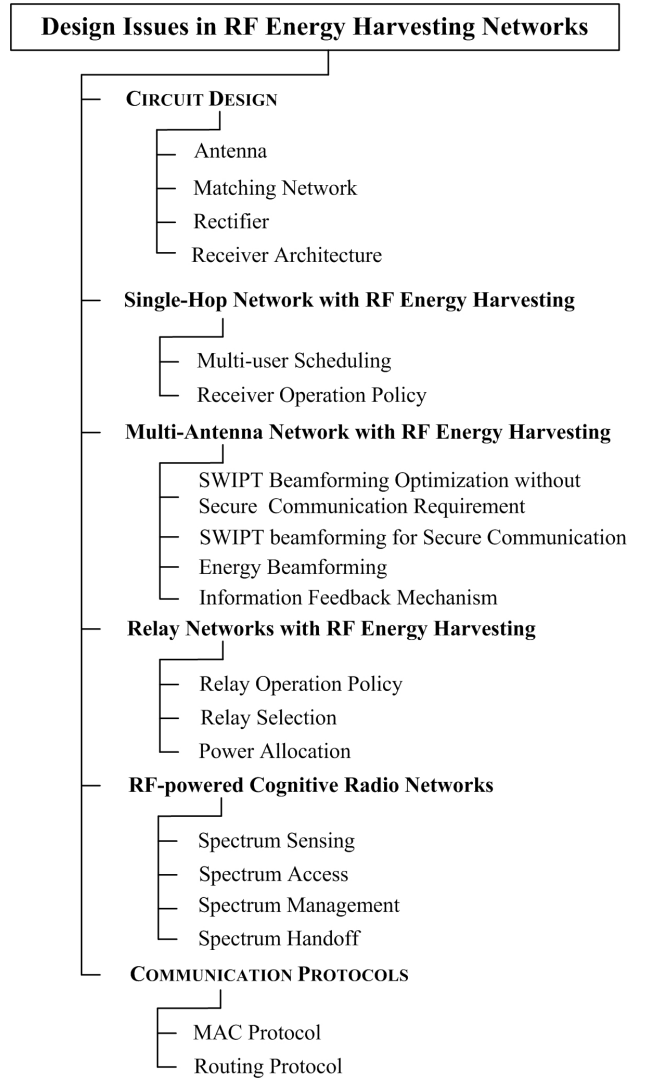 Design Issues in RF Energy Harvesting Networks
CIRCUIT DESIGN
Antenna
Matching Network
Rectifier
Receiver Architecture
Single-Hop Network with RF Energy Harvesting
Multi-user Scheduling
Receiver Operation Policy
Multi-Antenna Network with RF Energy Harvesting
SWIPT Beamforming Optimization without
Secure Communication Requirement
SWIPT beamforming for Secure Communication
Energy Beamforming
Information Feedback Mechanism
Relay Networks with RF Energy Harvesting
Relay Operation Policy
Relay Selection
Power Allocation
RF-powered Cognitive Radio Networks
Spectrum Sensing
Spectrum Access
Spectrum Management
Spectrum Handoff
COMMUNICATION PROTOCOLS
MAC Protocol
Routing Protocol